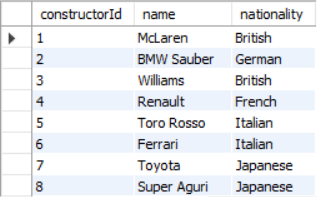 constructorId name nationality
1 McLaren British
2 BMW Sauber German
3 Williams British
4 Renault French
5 Toro Rosso Italian
6 Ferrari Italian
7 Toyota Japanese
8 Super Aguri Japanese